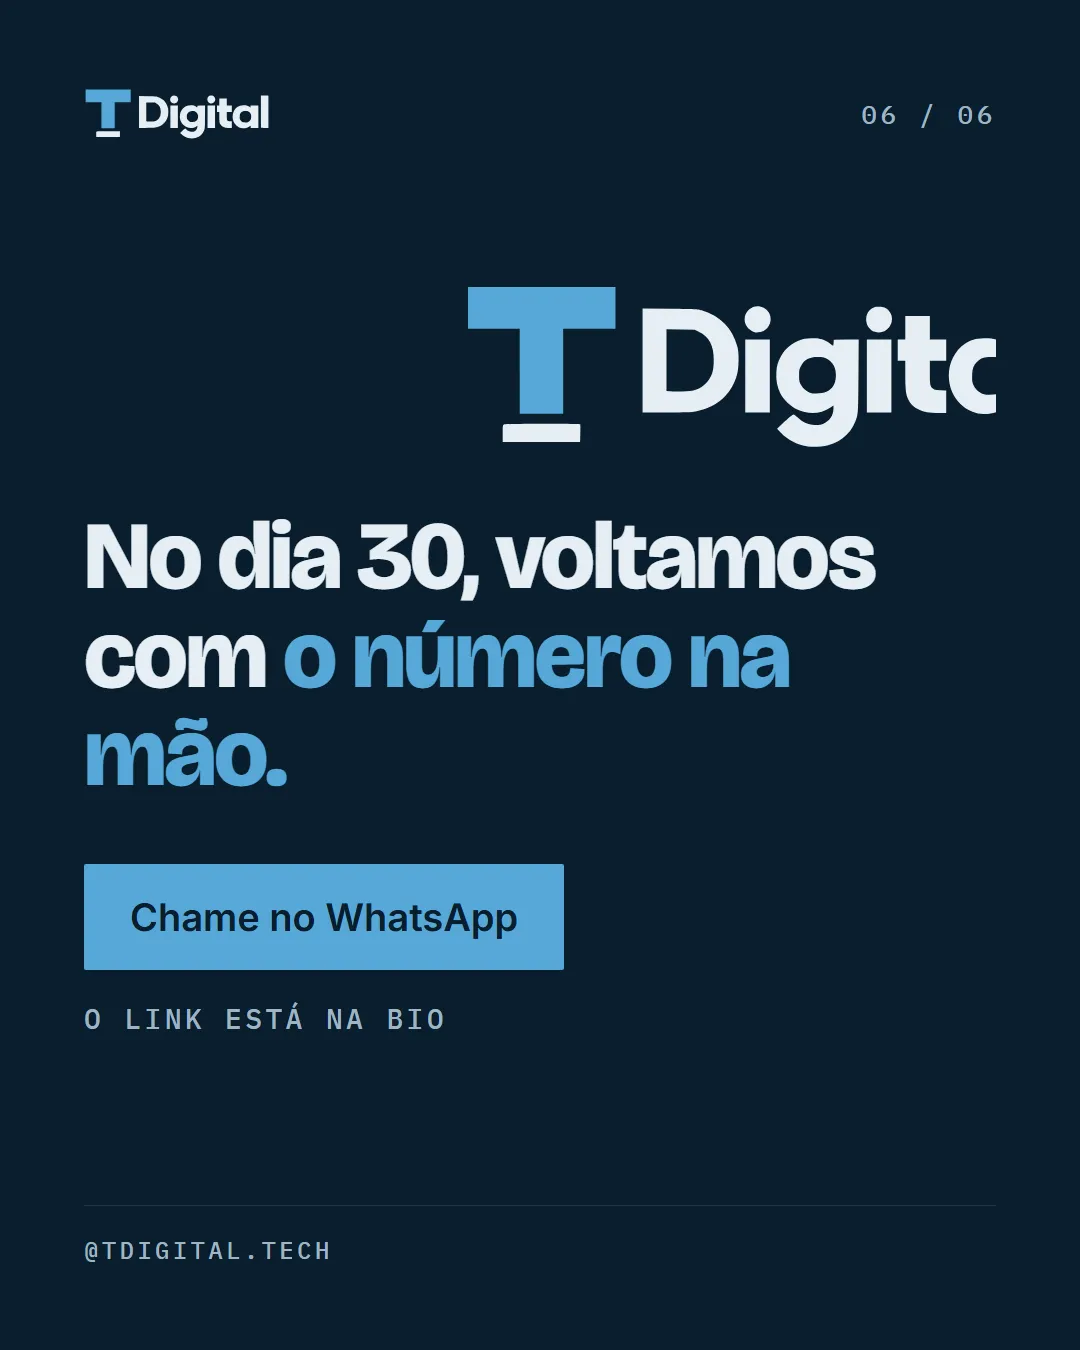 T Digital
06 / 06
T Digita
No dia 30, voltamos
com o número na
mão.
Chame no WhatsApp
O LINK ESTÁ NA BIO
@TDIGITAL.TECH